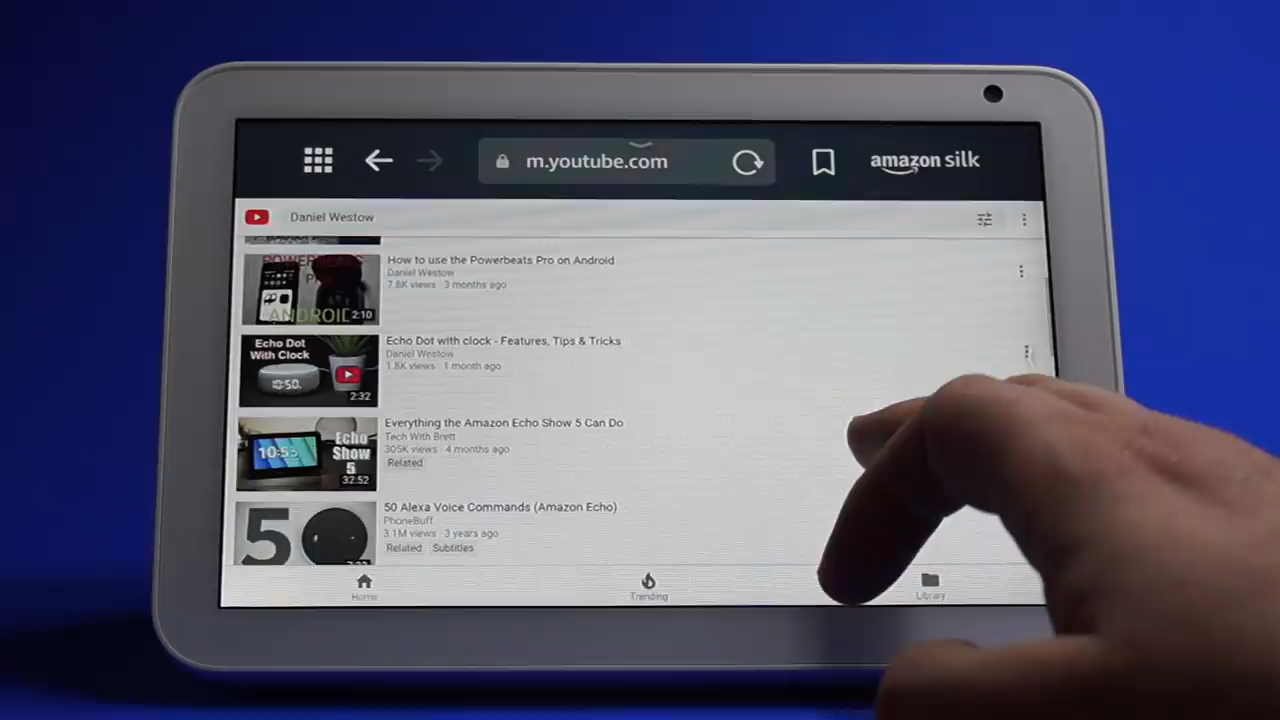 m.youtube.com
amazon silk
Daniel Westow
How to use the Powerbeats Pro on Android
Daniel Westow
7.8K views · 3 months ago
ANDROID
2:10
Echo Dot with clock - Features, Tips & Tricks
Daniel Westow
1.8K views · 1 month ago
Echo Dot
With Clock
10:50.
2:32
Everything the Amazon Echo Show 5 Can Do
Tech With Brett
305K views · 4 months ago
Related
Echo
Show
5
32:52
50 Alexa Voice Commands (Amazon Echo)
PhoneBuff
3.1M views · 3 years ago
Related Subtitles
50
Home
Trending
Library